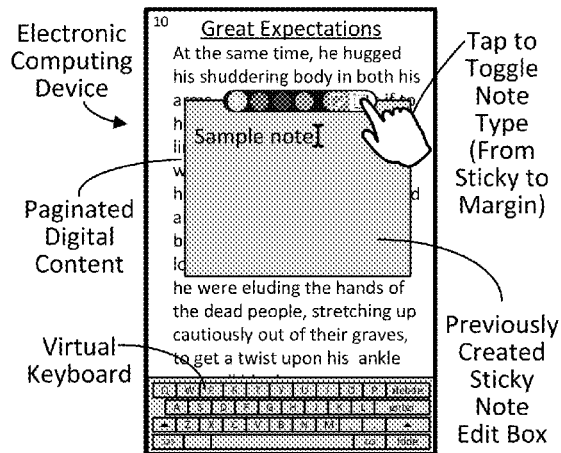 Electronic
Computing
Device
Paginated
Digital
Content
Virtual
Keyboard
10
Great Expectations
At the same time, he hugged
his shuddering body in both his
Sample note
he were eluding the hands of
the dead people, stretching up
cautiously out of their graves,
to get a twist upon his ankle
A S D F G H J K L
Z X C V B N M
Tap to
Toggle
Note
Type
(From
Sticky to
Margin)
Previously
Created
Sticky
Note
Edit Box